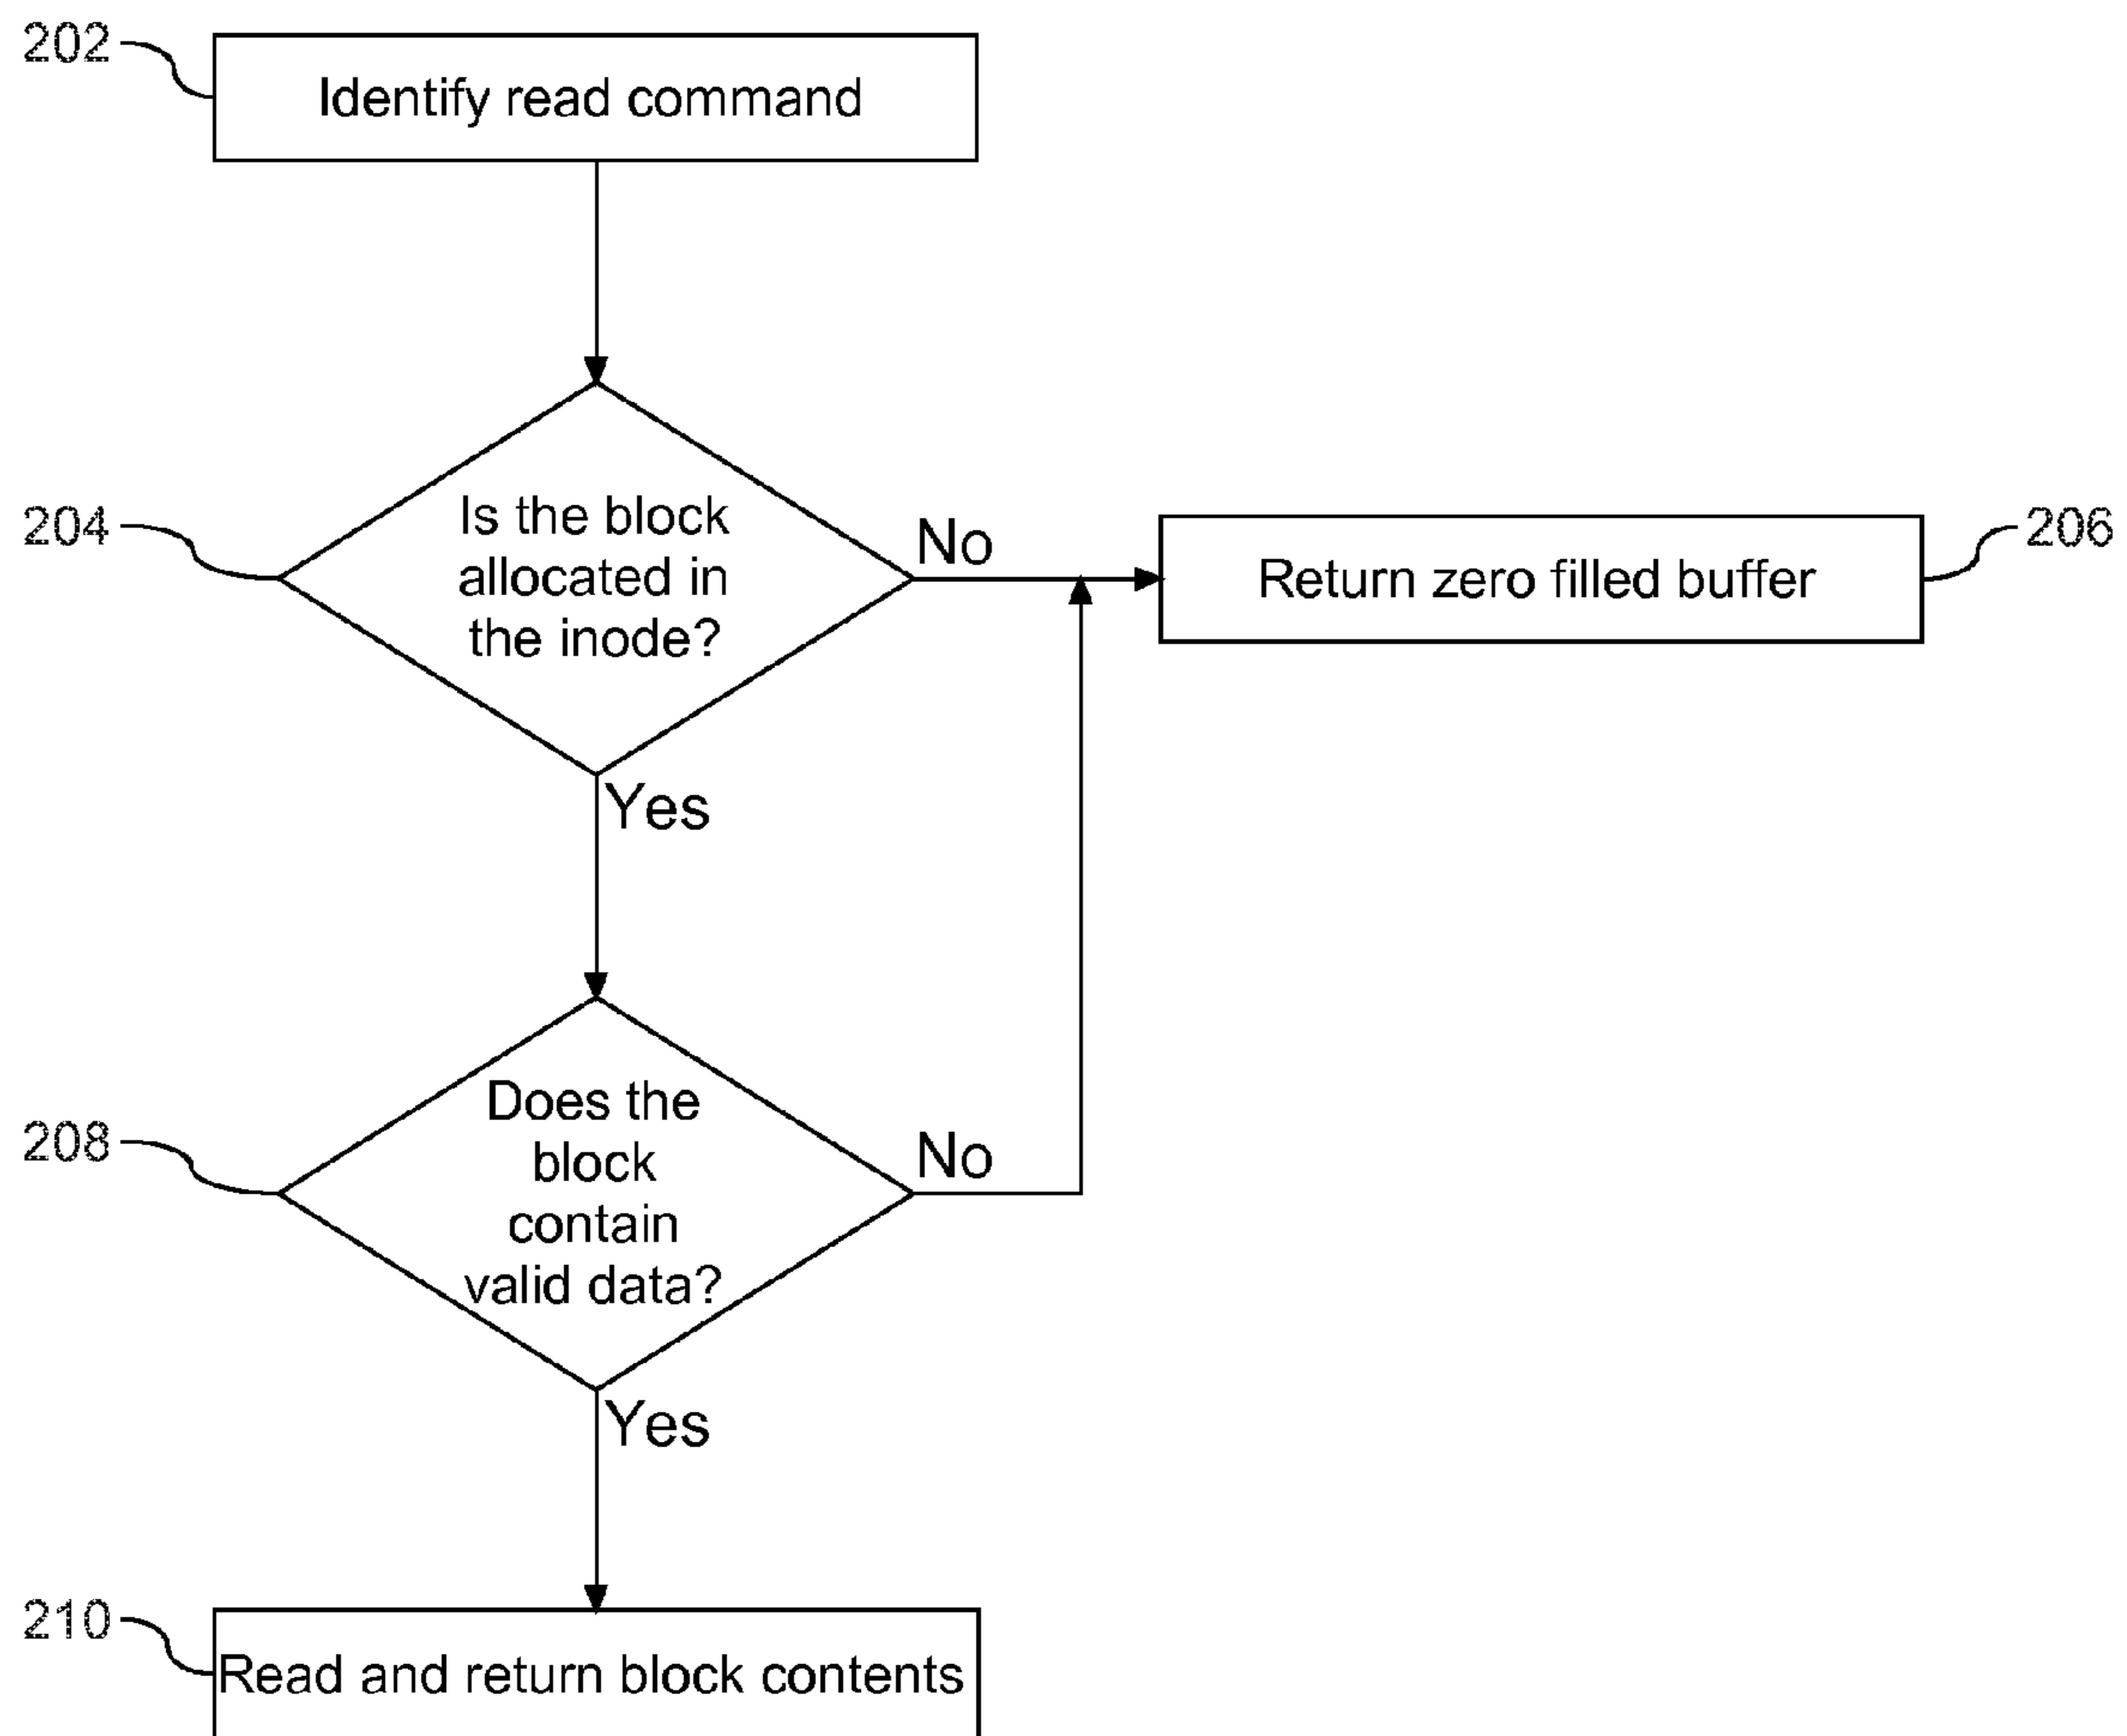 202
Identify read command
204
Is the block
allocated in
the inode?
No
Return zero filled buffer
206
Yes
208
Does the
block
contain
valid data?
No
Yes
210
Read and return block contents